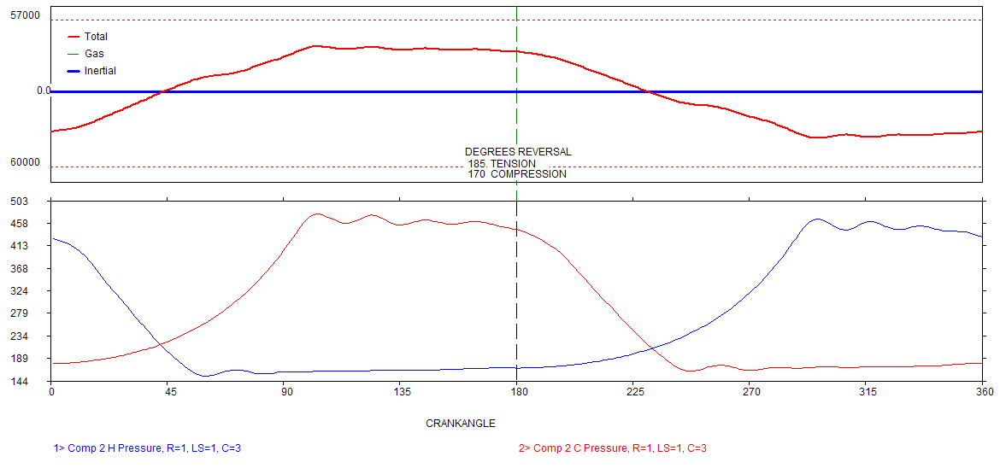 57000
Total
Gas
Inertial
0.0
DEGREES REVERSAL
185. TENSION
60000
170 COMPRESSION
503
458
413
368
324
279
234
189
144
0 45 90 135 180 225 270 315 360
CRANKANGLE
1> Comp 2 H Pressure, R=1, LS=1, C=3 2> Comp 2 C Pressure, R=1, LS=1, C=3